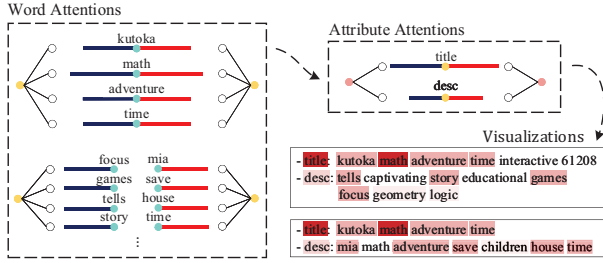 Word Attentions
kutoka
math
adventure
time
focus mia
games save
tells house
story time
⋮
Attribute Attentions
title
desc
Visualizations
- title: kutoka math adventure time interactive 61208
- desc: tells captivating story educational games
focus geometry logic
- title: kutoka math adventure time
- desc: mia math adventure save children house time